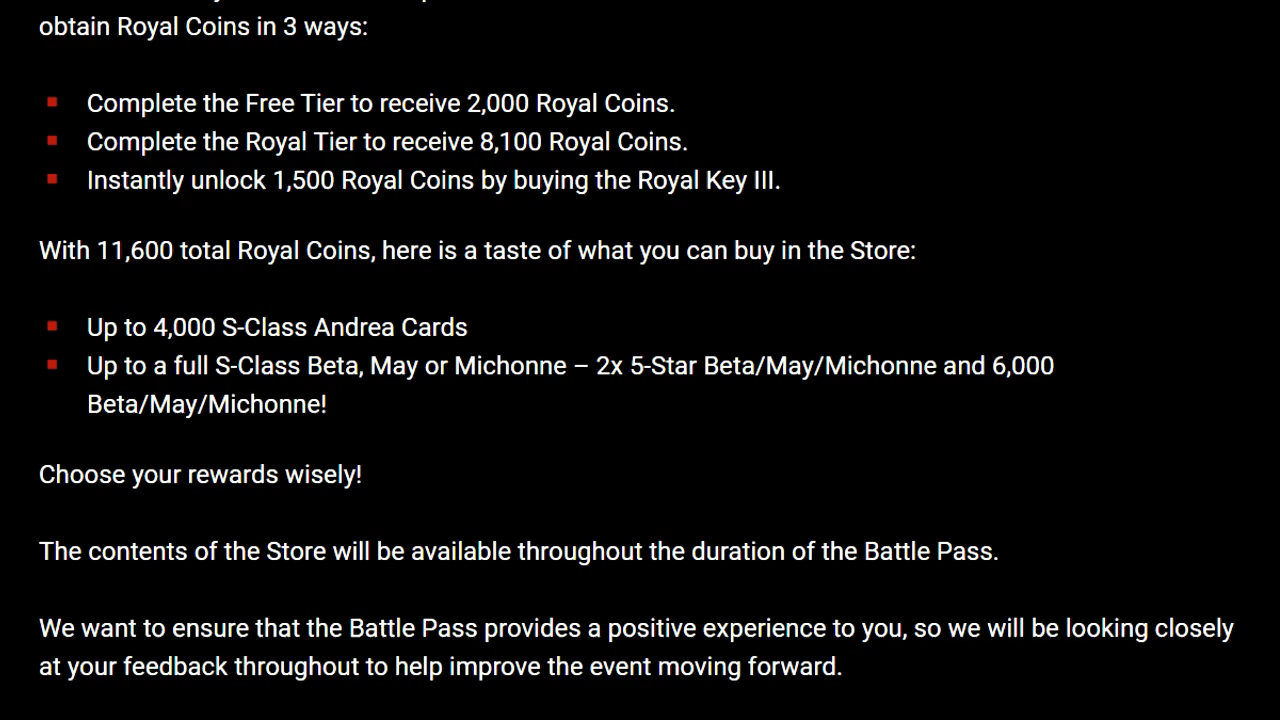 obtain Royal Coins in 3 ways:
Complete the Free Tier to receive 2,000 Royal Coins.
Complete the Royal Tier to receive 8,100 Royal Coins.
Instantly unlock 1,500 Royal Coins by buying the Royal Key III.
With 11,600 total Royal Coins, here is a taste of what you can buy in the Store:
Up to 4,000 S-Class Andrea Cards
Up to a full S-Class Beta, May or Michonne – 2x 5-Star Beta/May/Michonne and 6,000
Beta/May/Michonne!
Choose your rewards wisely!
The contents of the Store will be available throughout the duration of the Battle Pass.
We want to ensure that the Battle Pass provides a positive experience to you, so we will be looking closely
at your feedback throughout to help improve the event moving forward.